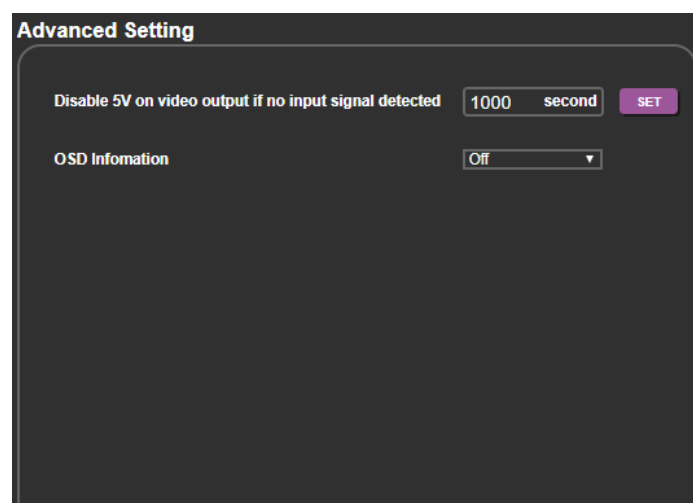 Advanced Setting
Disable 5V on video output if no input signal detected 1000 second SET
OSD Infomation Off